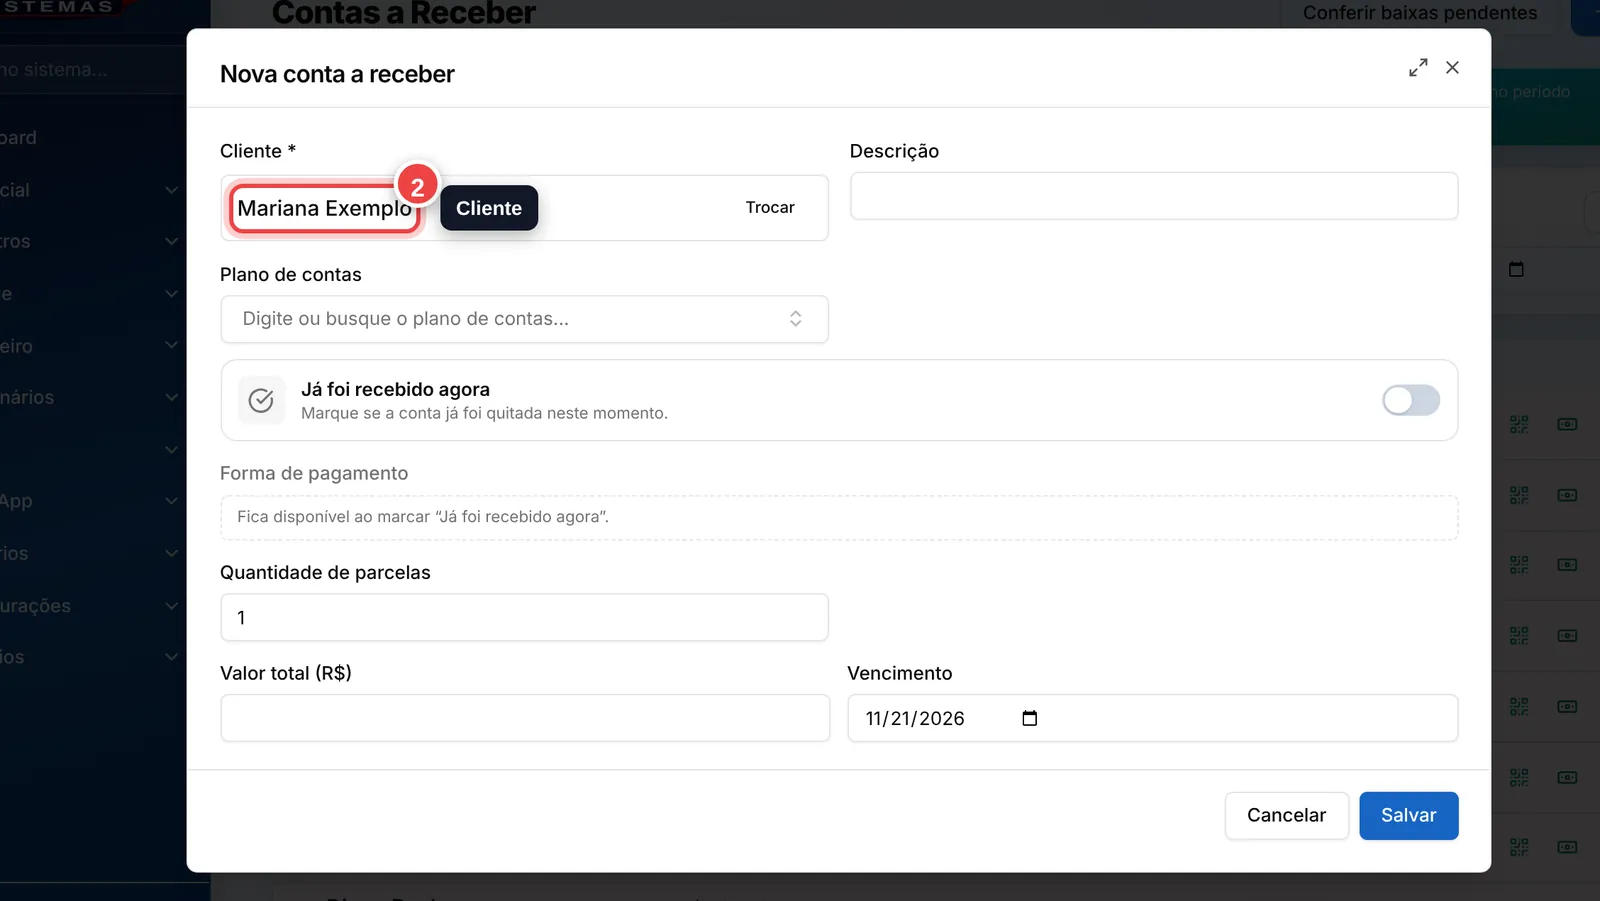 STEMAS
Contas a Receber
Conferir baixas pendentes
no sistema...
no período
Nova conta a receber
Cliente *
Descrição
Mariana Exemplo
2
Cliente
Trocar
Plano de contas
Digite ou busque o plano de contas...
Já foi recebido agora
Marque se a conta já foi quitada neste momento.
Forma de pagamento
Fica disponível ao marcar “Já foi recebido agora”.
Quantidade de parcelas
1
Valor total (R$)
Vencimento
11/21/2026
Cancelar
Salvar
oard
cial
tros
e
eiro
nários
App
rios
urações
ios